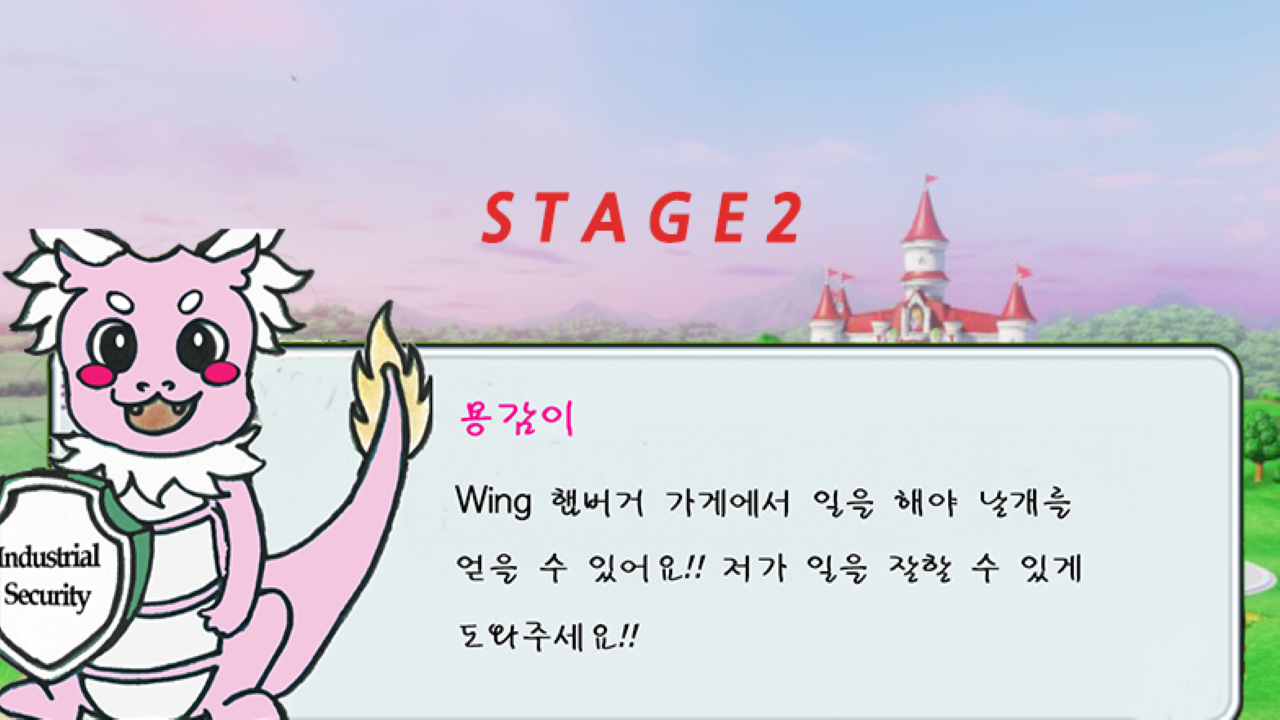 STAGE2
용감이
Wing 햄버거 가게에서 일을 해야 날개를
얻을 수 있어요!! 저가 일을 잘할 수 있게
도와주세요!!
Industrial
Security